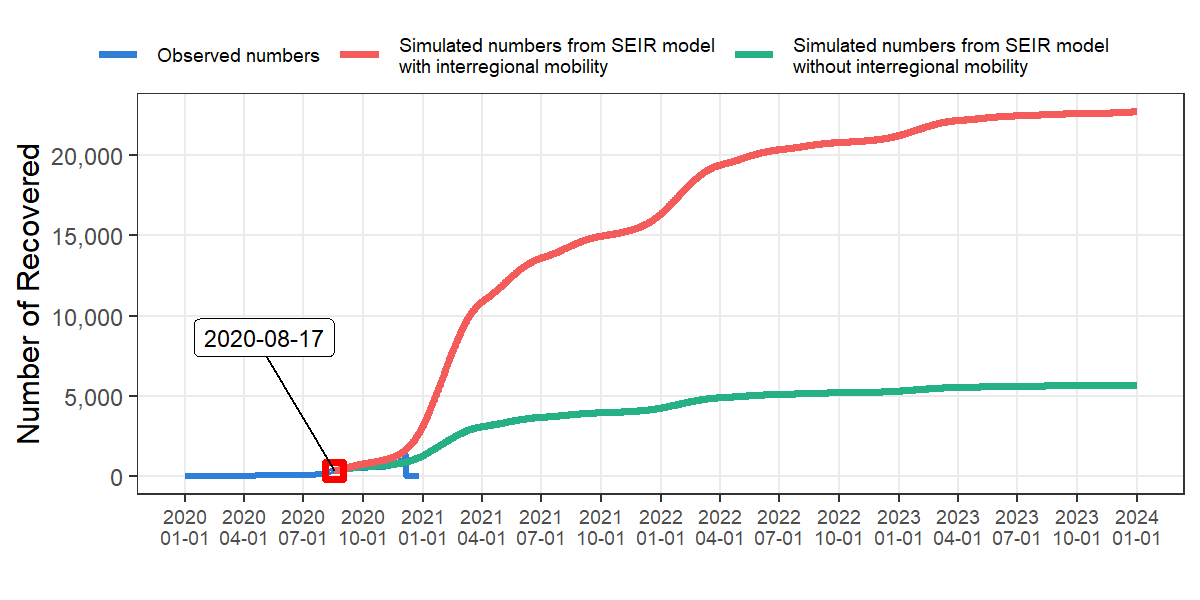 Observed numbers
Simulated numbers from SEIR model
with interregional mobility
Simulated numbers from SEIR model
without interregional mobility
Number of Recovered
20,000
15,000
10,000
5,000
0
2020-08-17
2020 2020 2020 2020 2021 2021 2021 2021 2022 2022 2022 2022 2023 2023 2023 2023 2024
01-01 04-01 07-01 10-01 01-01 04-01 07-01 10-01 01-01 04-01 07-01 10-01 01-01 04-01 07-01 10-01 01-01